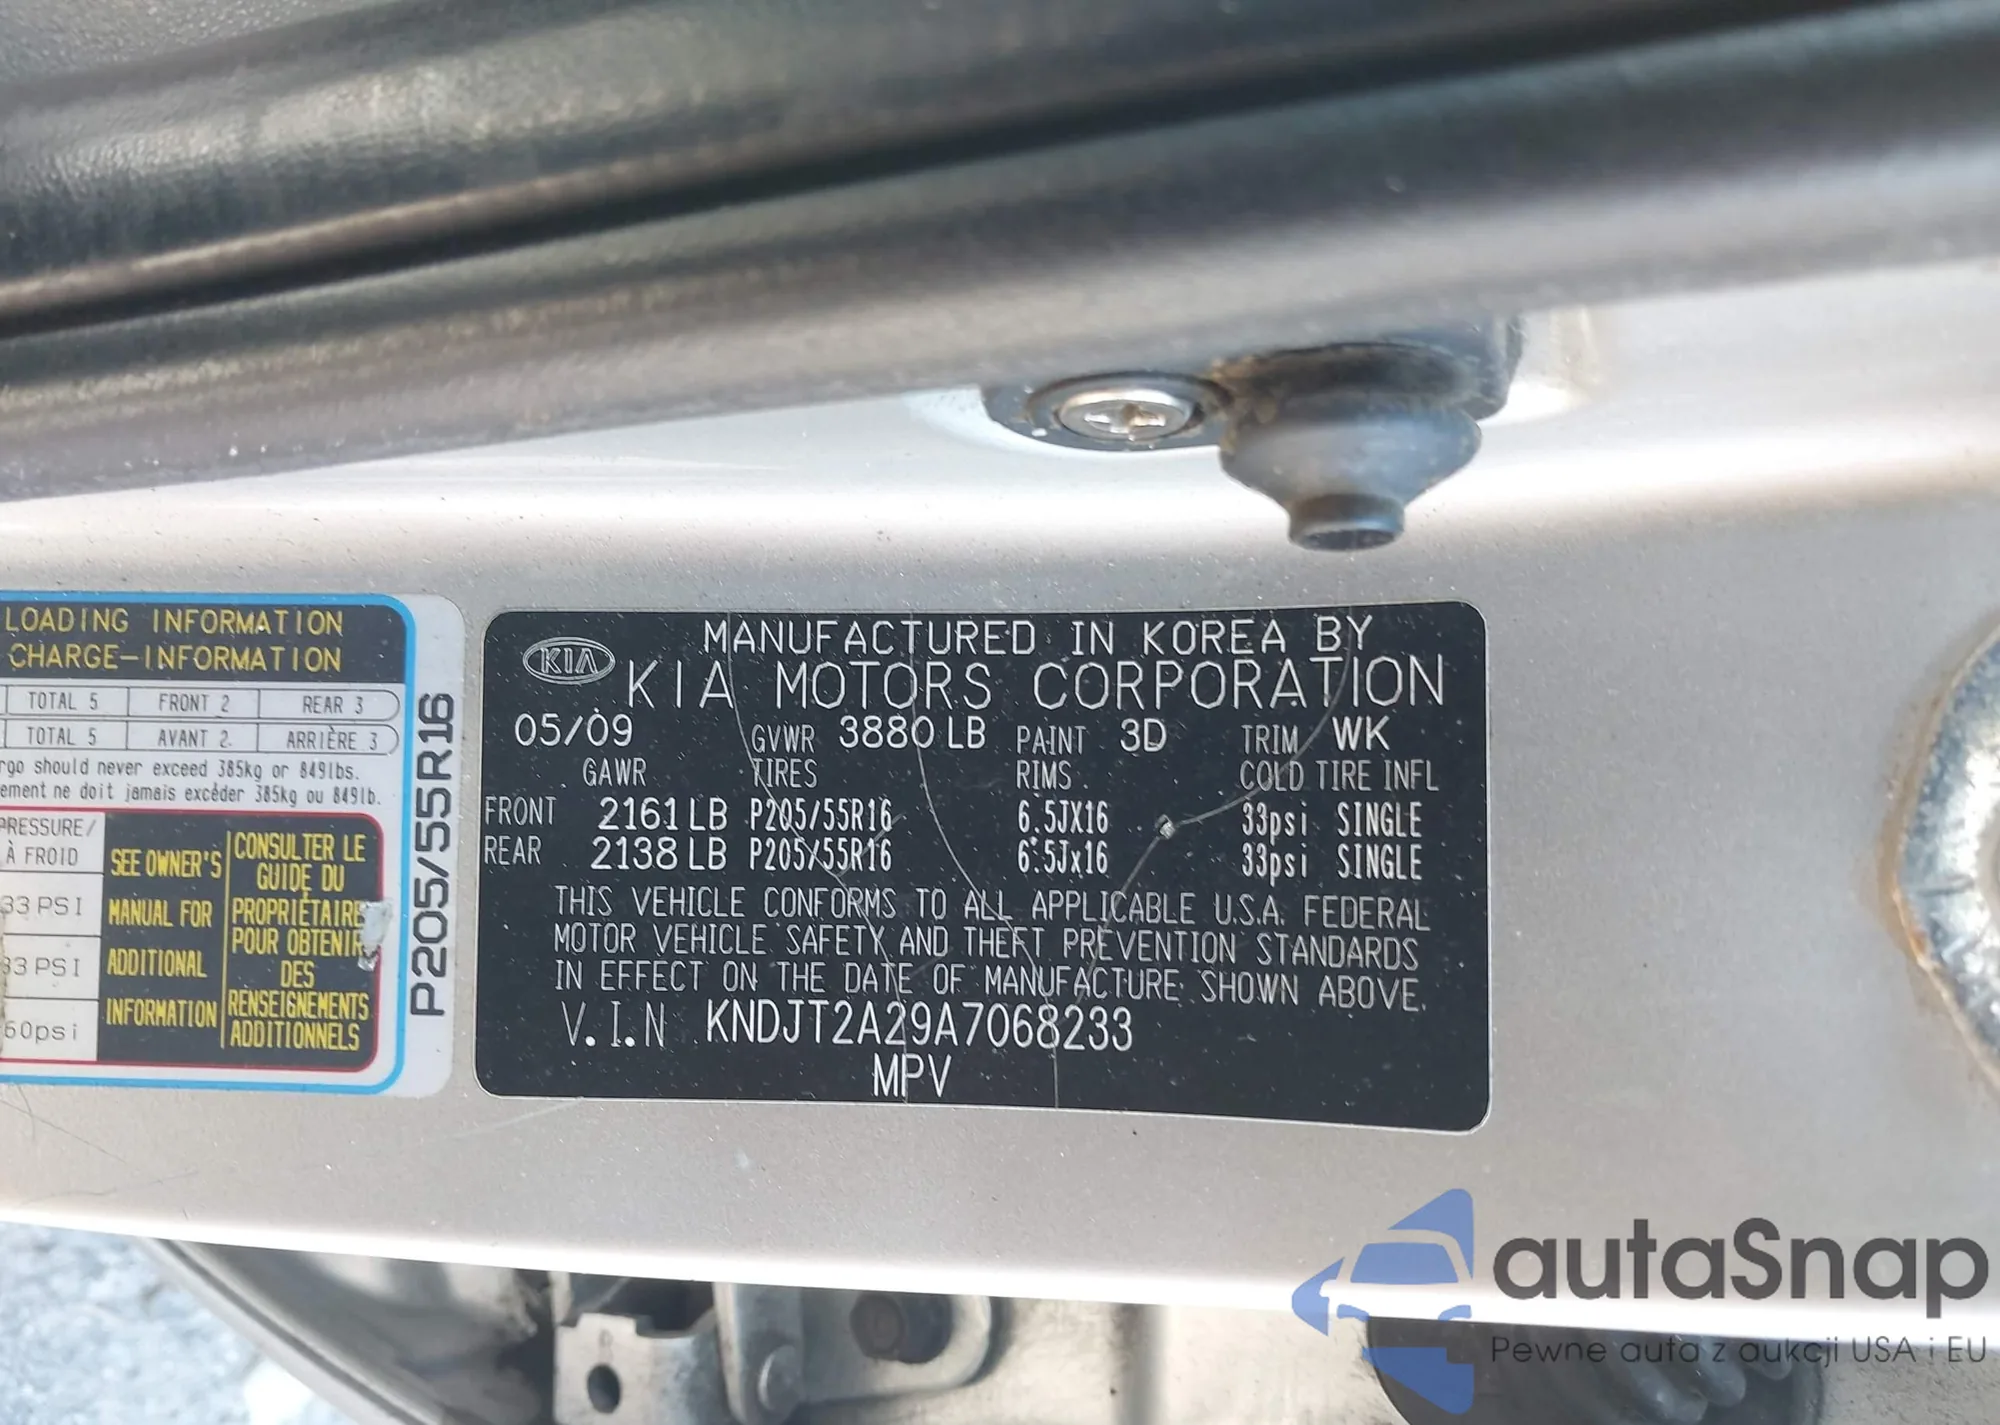 LOADING INFORMATION
CHARGE-INFORMATION
TOTAL 5 FRONT 2 REAR 3
TOTAL 5 AVANT 2 ARRIÈRE 3
should never exceed 385kg or 849lbs.
ne doit jamais excéder 385kg ou 849lb.
PRESSURE/
À FROID
33 PSI
33 PSI
60psi
SEE OWNER'S
MANUAL FOR
ADDITIONAL
INFORMATION
CONSULTER LE
GUIDE DU
PROPRIÉTAIRE
POUR OBTENIR
DES
RENSEIGNEMENTS
ADDITIONNELS
P205/55R16
KIA
MANUFACTURED IN KOREA BY
KIA MOTORS CORPORATION
05/09 GVWR 3880 LB PAINT 3D TRIM WK
GAWR TIRES RIMS COLD TIRE INFL
FRONT 2161 LB P205/55R16 6.5JX16 33psi SINGLE
REAR 2138 LB P205/55R16 6.5Jx16 33psi SINGLE
THIS VEHICLE CONFORMS TO ALL APPLICABLE U.S.A. FEDERAL
MOTOR VEHICLE SAFETY AND THEFT PREVENTION STANDARDS
IN EFFECT ON THE DATE OF MANUFACTURE SHOWN ABOVE.
V.I.N KNDJT2A29A7068233
MPV
autaSnap
Pewne auta z aukcji USA i EU